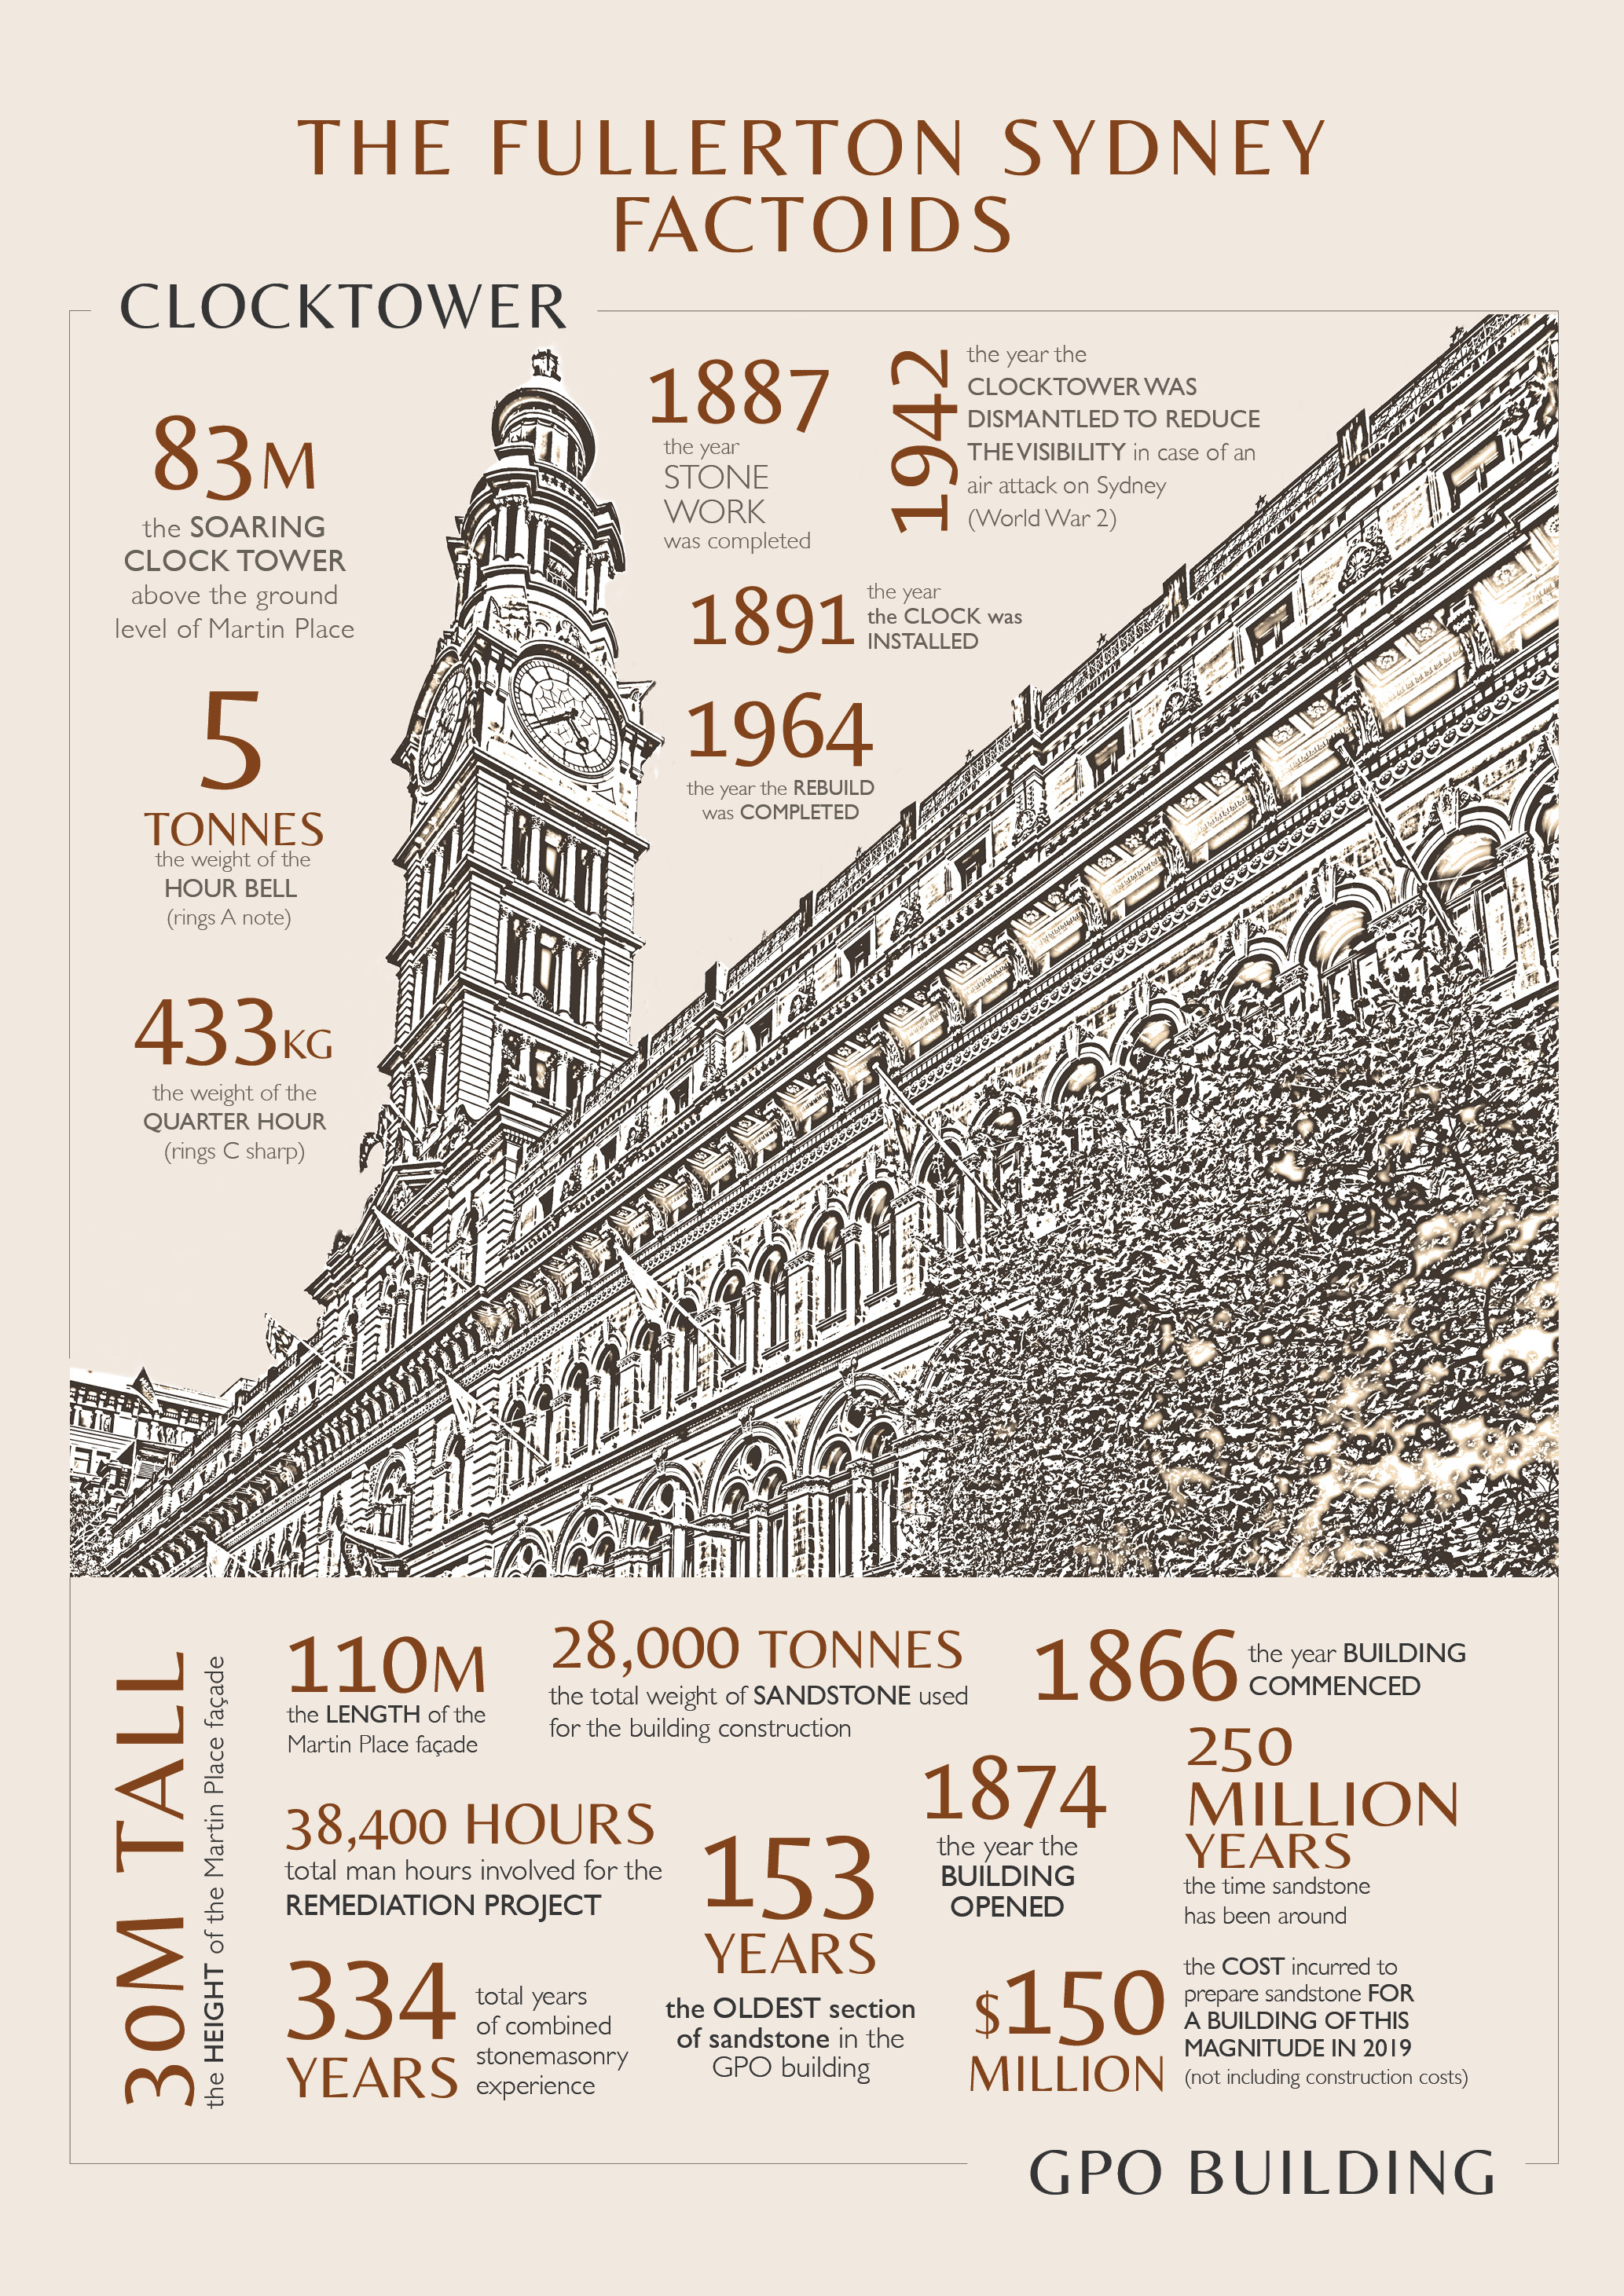 THE FULLERTON SYDNEY
FACTOIDS
CLOCKTOWER
83M
the SOARING
CLOCK TOWER
above the ground
level of Martin Place
5
TONNES
the weight of the
HOUR BELL
(rings A note)
433KG
the weight of the
QUARTER HOUR
(rings C sharp)
1887
the year
STONE
WORK
was completed
1942
the year the
CLOCKTOWER WAS
DISMANTLED TO REDUCE
THE VISIBILITY in case of an
air attack on Sydney
(World War 2)
1891
the year
the CLOCK was
INSTALLED
1964
the year the REBUILD
was COMPLETED
30M TALL
the HEIGHT of the Martin Place façade
110M
the LENGTH of the
Martin Place façade
28,000 TONNES
the total weight of SANDSTONE used
for the building construction
1866
the year BUILDING
COMMENCED
38,400 HOURS
total man hours involved for the
REMEDIATION PROJECT
334
YEARS
total years
of combined
stonemasonry
experience
153
YEARS
the OLDEST section
of sandstone in the
GPO building
1874
the year the
BUILDING
OPENED
250
MILLION
YEARS
the time sandstone
has been around
$150
MILLION
the COST incurred to
prepare sandstone FOR
A BUILDING OF THIS
MAGNITUDE IN 2019
(not including construction costs)
GPO BUILDING